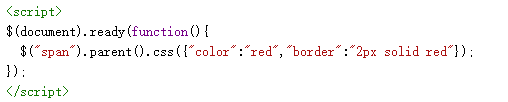 <script>
$(document).ready(function(){
  $("span").parent().css({"color":"red","border":"2px solid red"});
});
</script>